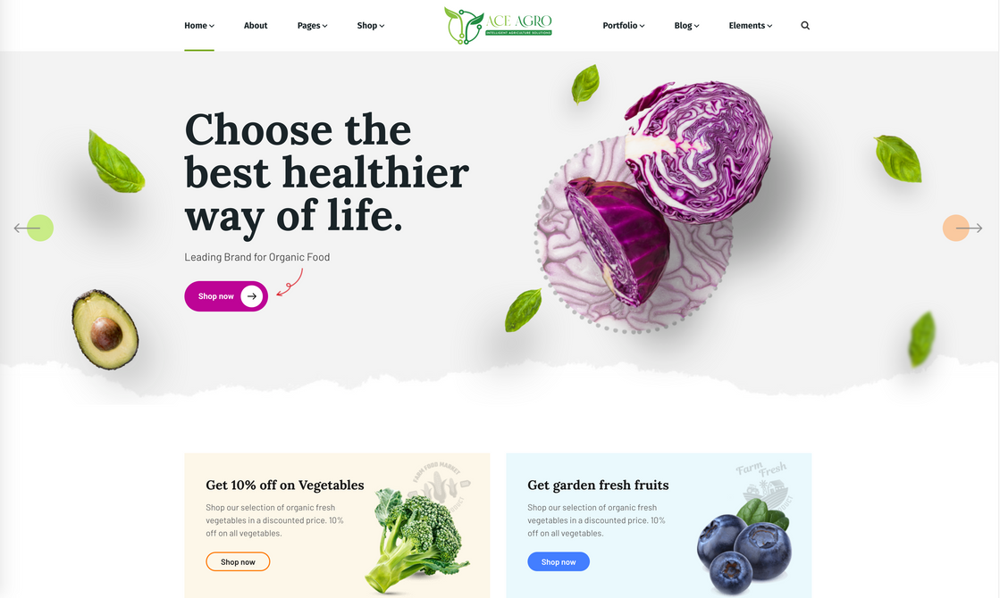 Home
About
Pages
Shop
ACE AGRO
INTELLIGENT AGRICULTURE SOLUTIONS
Portfolio
Blog
Elements
Choose the
best healthier
way of life.
Leading Brand for Organic Food
Shop now
Get 10% off on Vegetables
Shop our selection of organic fresh
vegetables in a discounted price. 10%
off on all vegetables.
Shop now
FARM FOOD MARKET
Get garden fresh fruits
Shop our selection of organic fresh
vegetables in a discounted price. 10%
off on all vegetables.
Shop now
Farm
Fresh